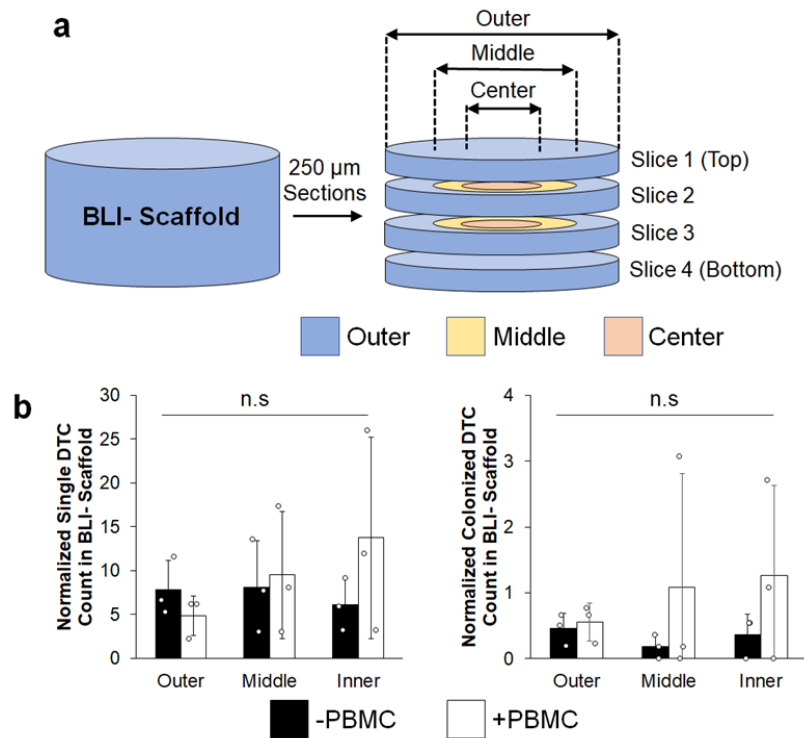 a
Outer
Middle
Center
BLI- Scaffold
250 µm
Sections
Slice 1 (Top)
Slice 2
Slice 3
Slice 4 (Bottom)
Outer
Middle
Center
b
Normalized Single DTC
Count in BLI- Scaffold
30
25
20
15
10
5
0
n.s
Outer
Middle
Inner
Normalized Colonized DTC
Count in BLI- Scaffold
4
3
2
1
0
n.s
Outer
Middle
Inner
-PBMC
+PBMC